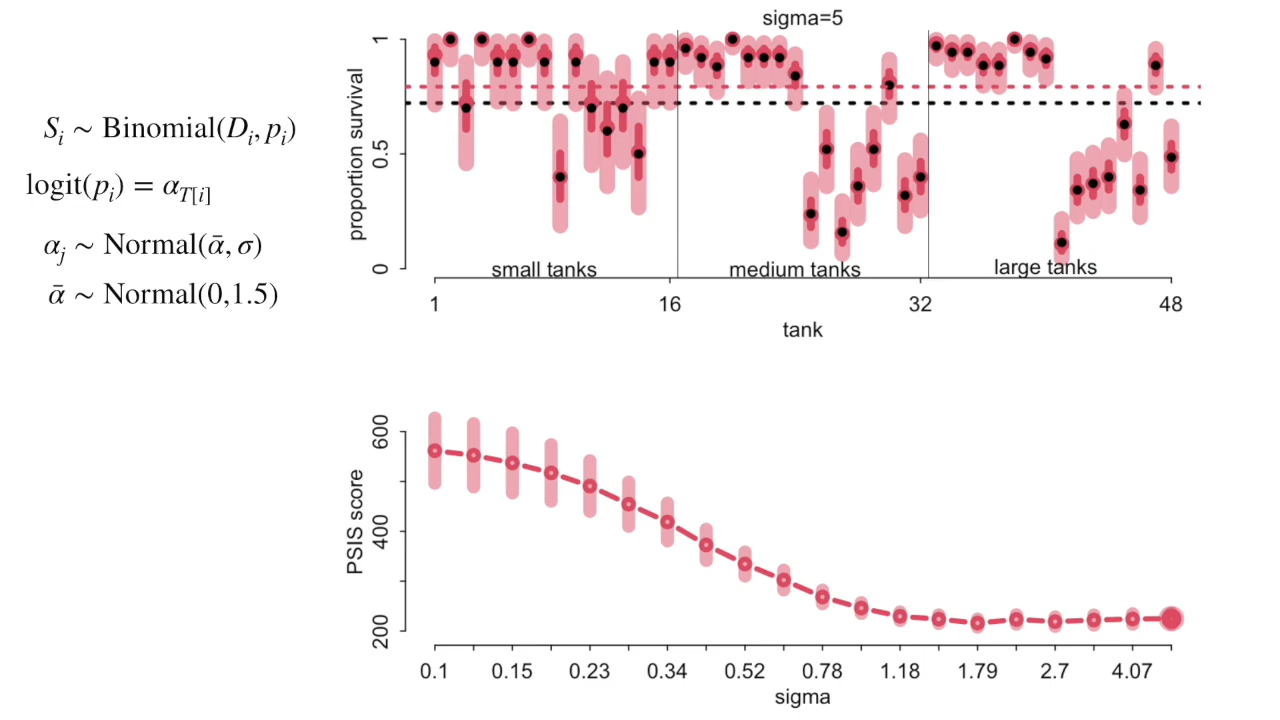 S_i ∼ Binomial(D_i, p_i)
logit(p_i) = α_{T[i]}
α_j ∼ Normal(ᾱ, σ)
ᾱ ∼ Normal(0,1.5)
sigma=5
proportion survival
1
0.5
0
small tanks
medium tanks
large tanks
1 16 32 48
tank
PSIS score
600
400
200
0.1 0.15 0.23 0.34 0.52 0.78 1.18 1.79 2.7 4.07
sigma